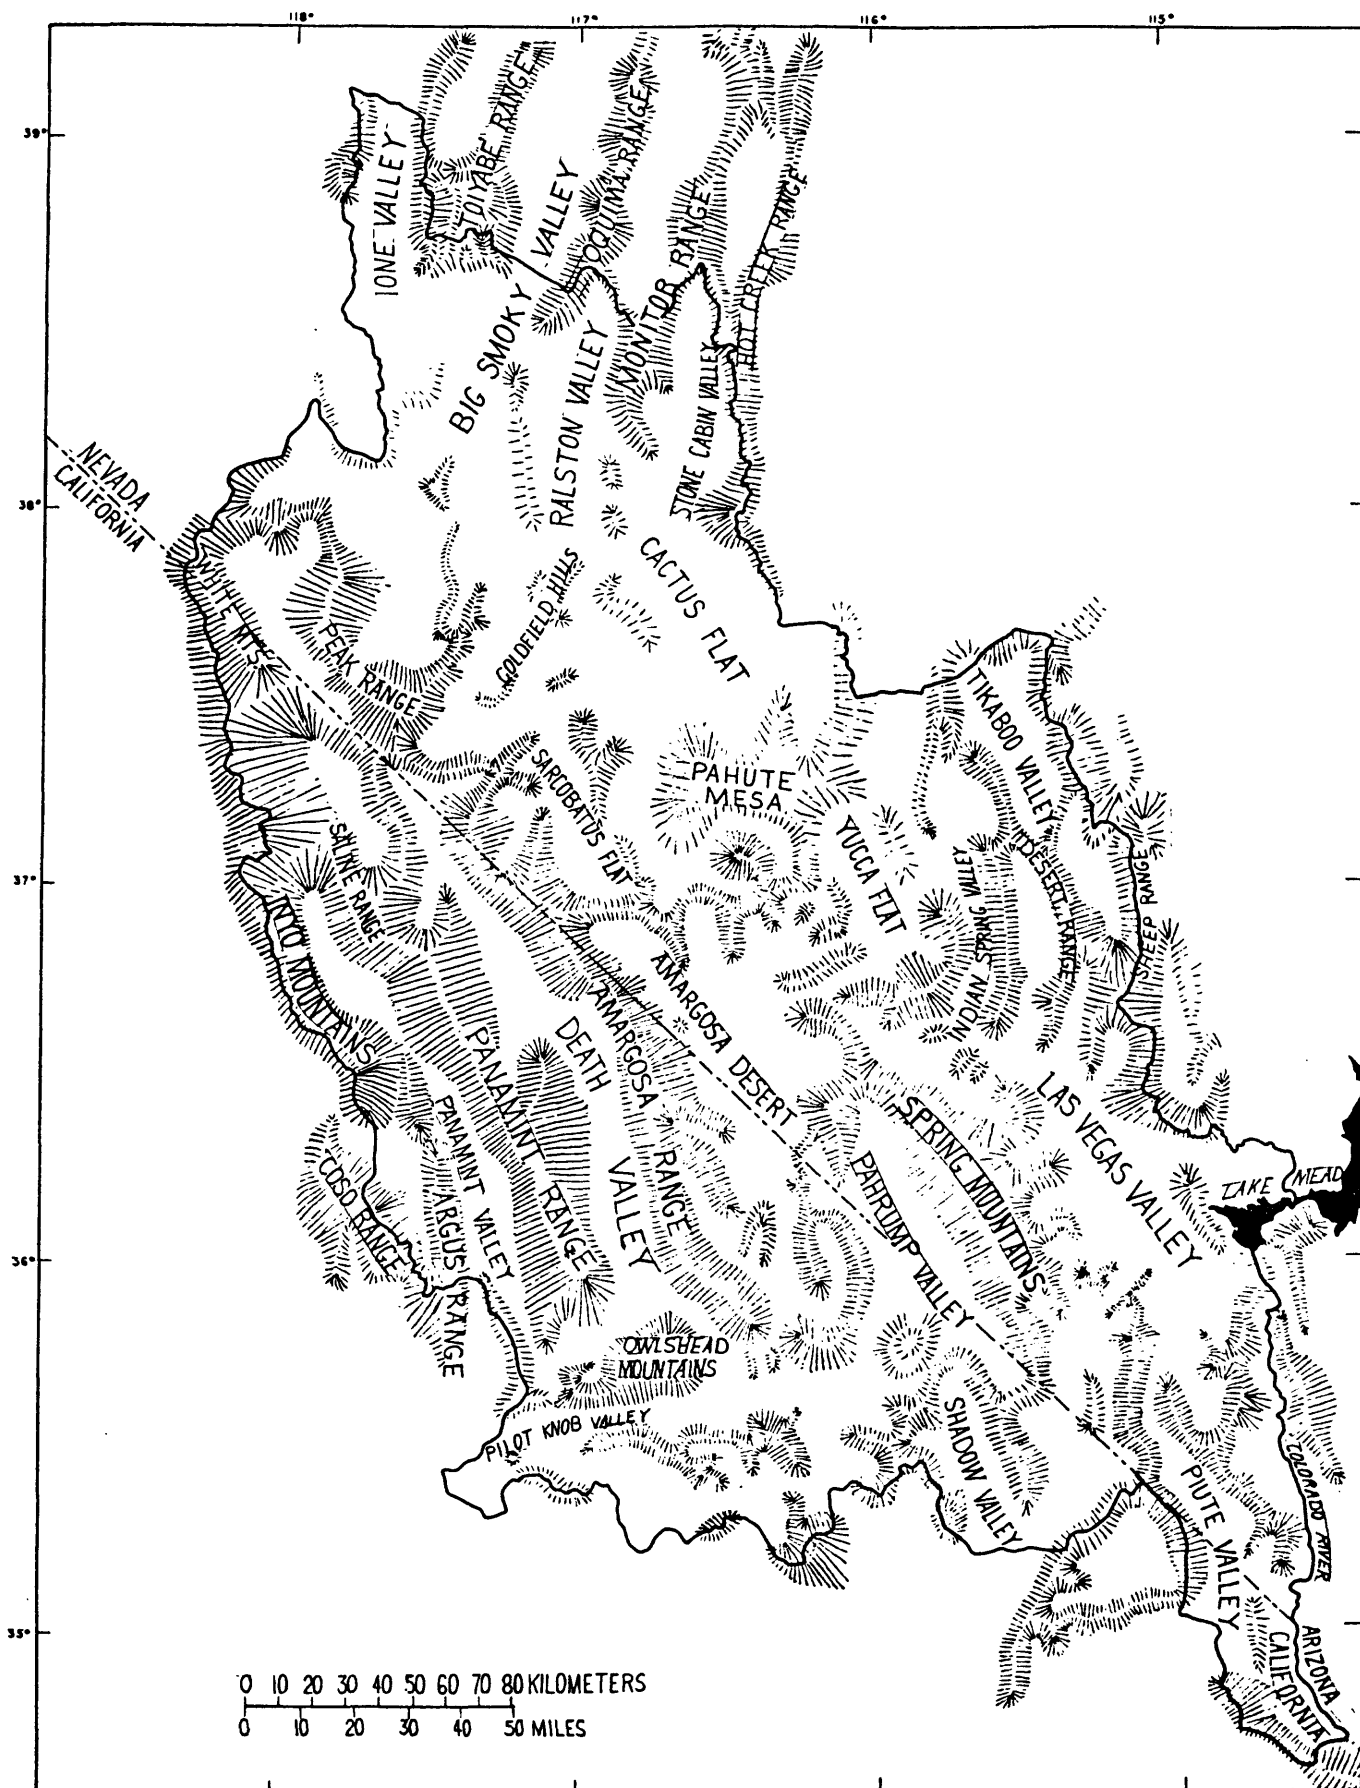 118°
117°
116°
115°
39°
IONE VALLEY
TOIYABE RANGE
BIG SMOKY VALLEY
TOQUIMA RANGE
MONITOR RANGE
HOT CREEK RANGE
RALSTON VALLEY
STONE CABIN VALLEY
NEVADA
CALIFORNIA
38°
CACTUS FLAT
WHITE MTS.
PEAK RANGE
GOLDFIELD HILLS
TIKABOO VALLEY
SARCOBATUS FLAT
PAHUTE
MESA
YUCCA FLAT
SALINE RANGE
37°
INDIAN SPRING VALLEY
DESERT RANGE
SHEEP RANGE
INYO MOUNTAINS
AMARGOSA DESERT
DEATH VALLEY
AMARGOSA RANGE
PANAMINT RANGE
PANAMINT VALLEY
LAS VEGAS VALLEY
SPRING MOUNTAINS
PAHRUMP VALLEY
COSO RANGE
ARGUS RANGE
LAKE MEAD
36°
OWLSHEAD
MOUNTAINS
PILOT KNOB VALLEY
SHADOW VALLEY
PIUTE VALLEY
COLORADO RIVER
35°
ARIZONA
CALIFORNIA
0 10 20 30 40 50 60 70 80 KILOMETERS
0 10 20 30 40 50 MILES